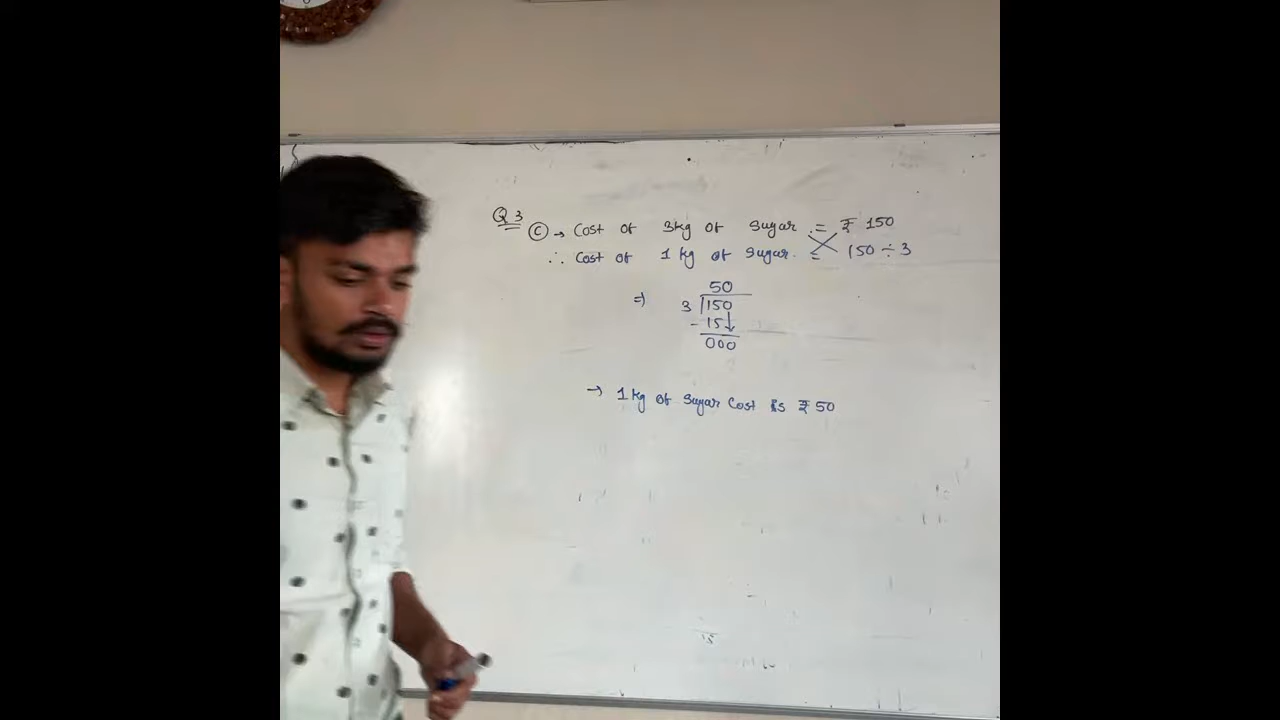 Q 3
(C) → Cost of 3kg of Sugar. = ₹ 150
∴ Cost of 1 kg of Sugar. = 150 ÷ 3
⇒ 50
3 150
- 15↓
000
→ 1 kg of Sugar Cost is ₹ 50